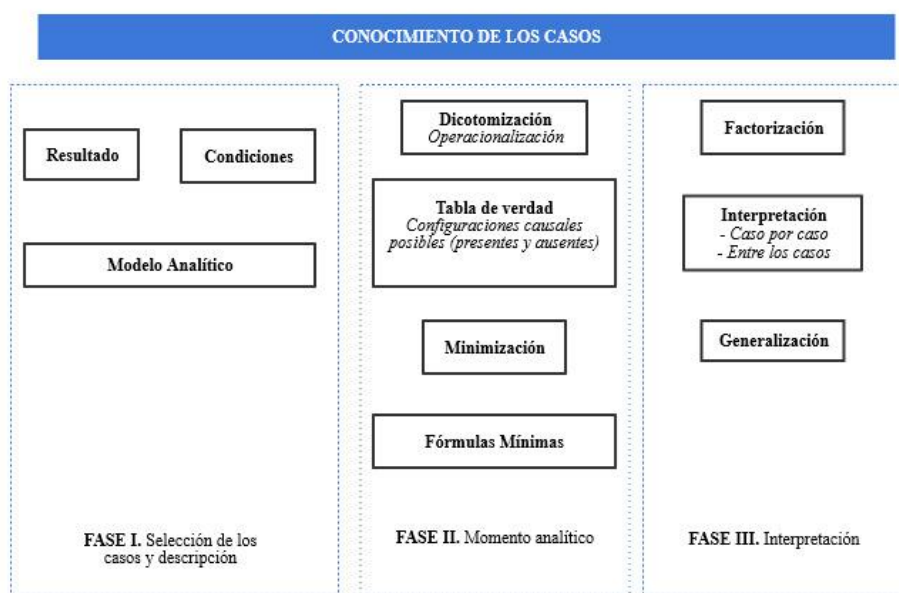 CONOCIMIENTO DE LOS CASOS
Resultado
Condiciones
Modelo Analítico
FASE I. Selección de los
casos y descripción
Dicotomización
Operacionalización
Tabla de verdad
Configuraciones causales
posibles (presentes y ausentes)
Minimización
Fórmulas Mínimas
FASE II. Momento analítico
Factorización
Interpretación
- Caso por caso
- Entre los casos
Generalización
FASE III. Interpretación